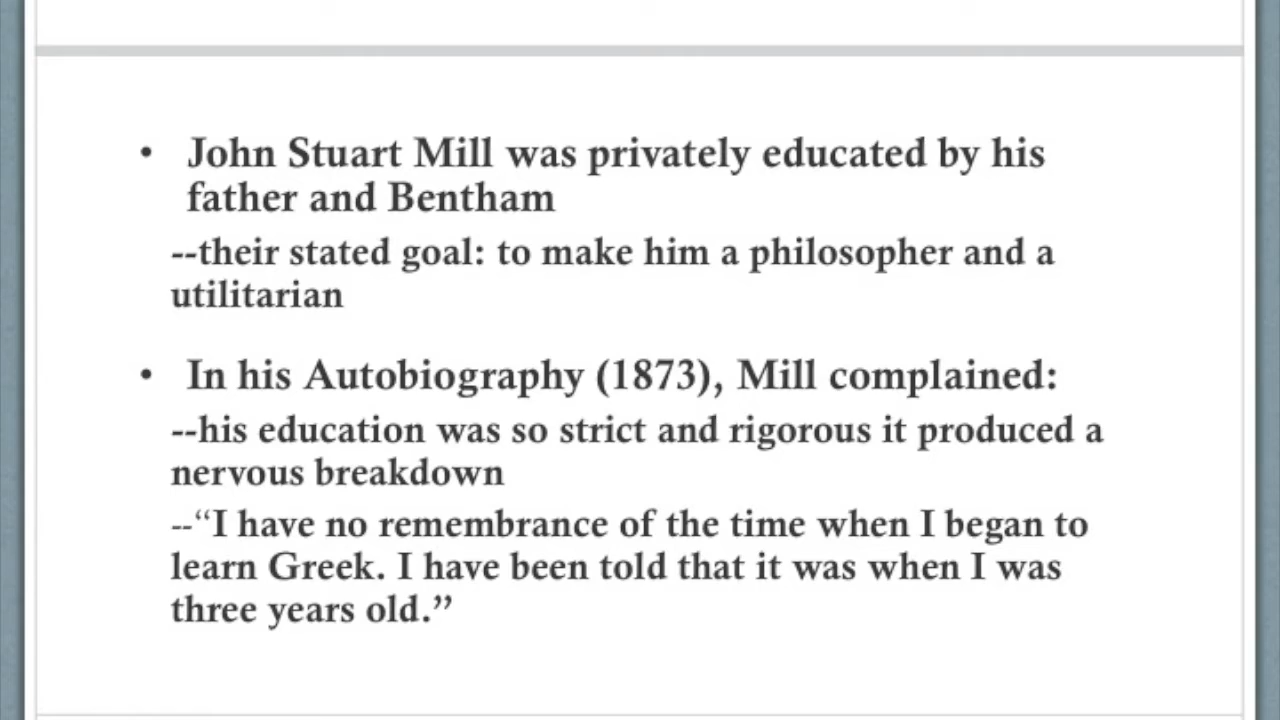 • John Stuart Mill was privately educated by his
father and Bentham
--their stated goal: to make him a philosopher and a
utilitarian
• In his Autobiography (1873), Mill complained:
--his education was so strict and rigorous it produced a
nervous breakdown
--“I have no remembrance of the time when I began to
learn Greek. I have been told that it was when I was
three years old.”